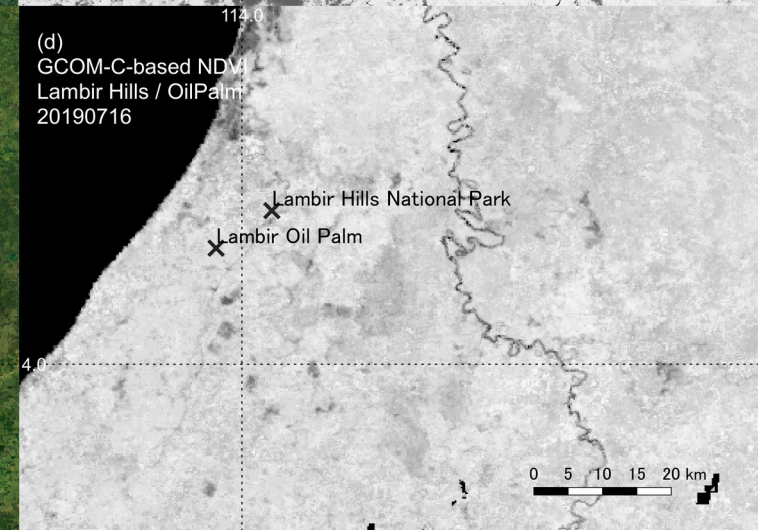 114.0
(d)
GCOM-C-based NDVI
Lambir Hills / OilPalm
20190716
Lambir Hills National Park
Lambir Oil Palm
4.0
0 5 10 15 20 km